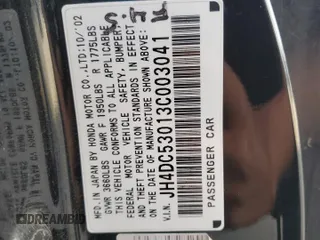 MFD. IN JAPAN BY HONDA MOTOR CO., LTD.:10/'02
GVWR 3660LBS GAWR F 1950LBS R 1775LBS
THIS VEHICLE CONFORMS TO ALL APPLICABLE
FEDERAL MOTOR VEHICLE SAFETY, BUMPER,
AND THEFT PREVENTION STANDARDS IN EFFECT
ON THE DATE OF MANUFACTURE SHOWN ABOVE.
V.I.N. JH4DC53013C003041
PASSENGER CAR
DREAMBID